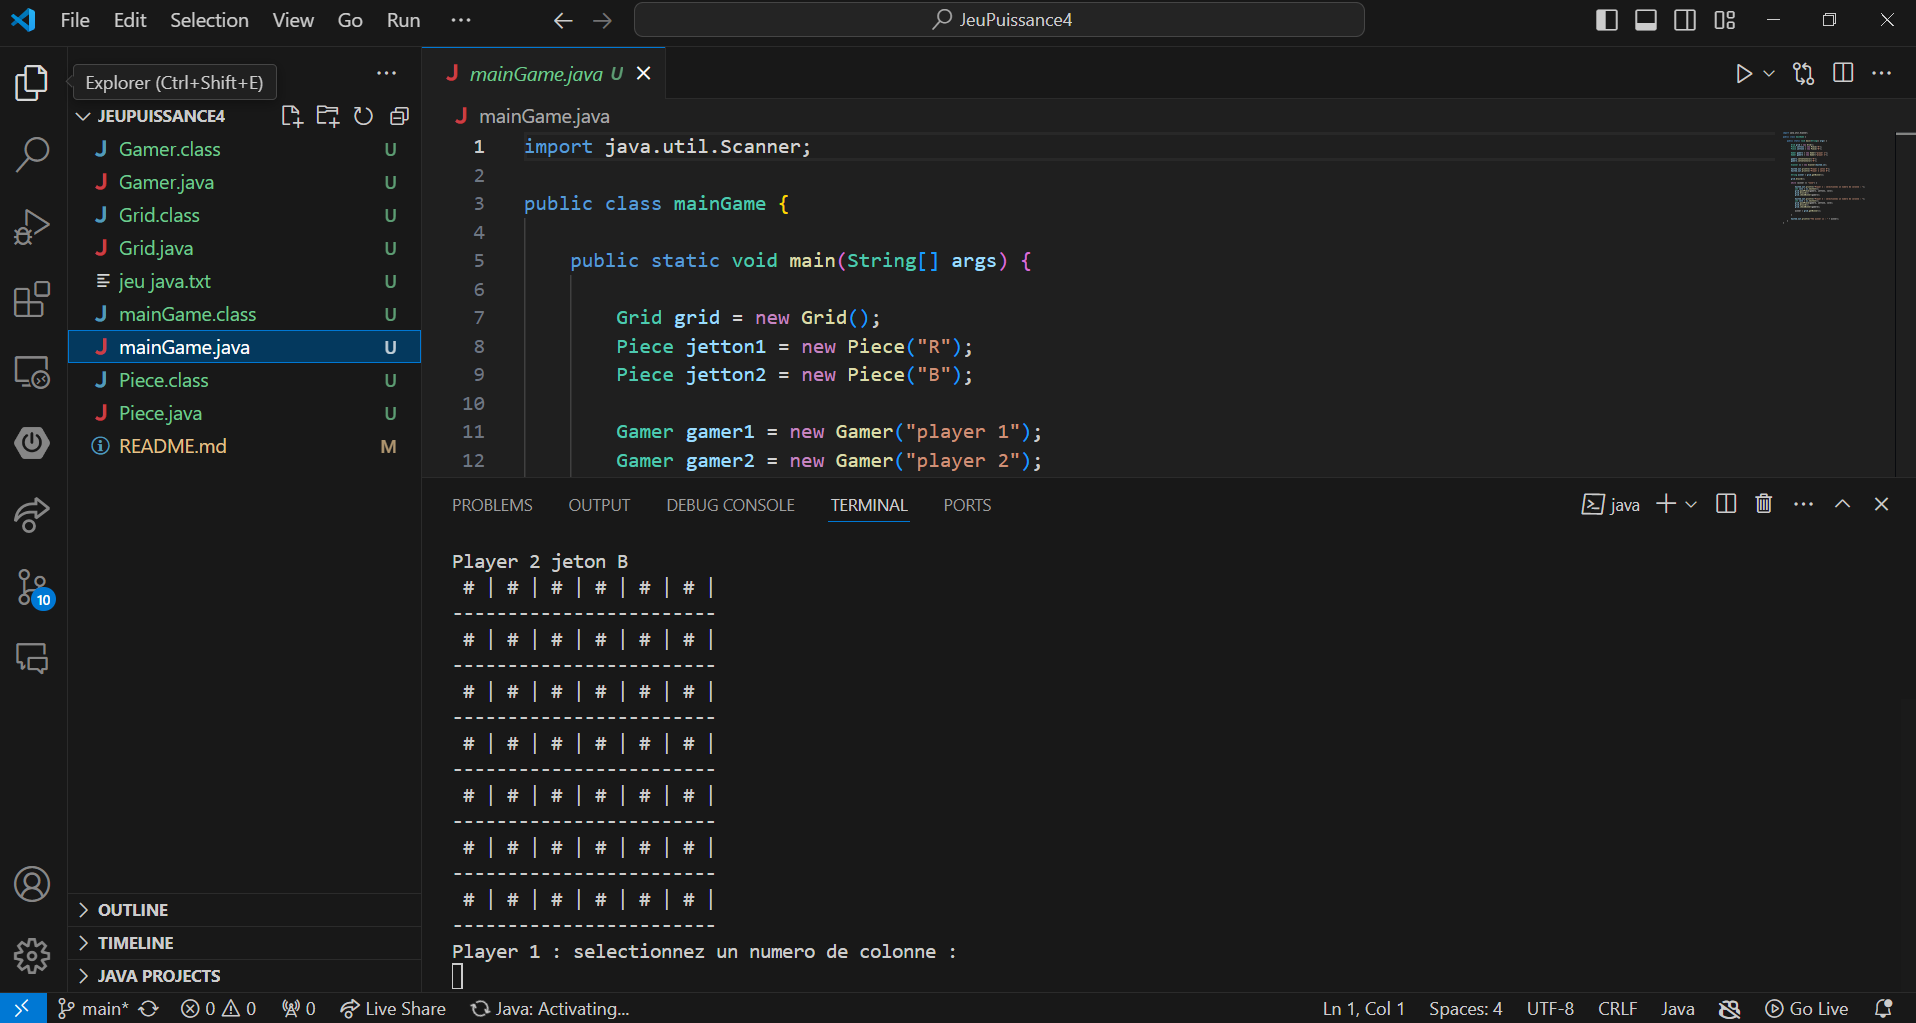 File Edit Selection View Go Run ···
JeuPuissance4
Explorer (Ctrl+Shift+E)
JEUPUISSANCE4
J Gamer.class U
J Gamer.java U
J Grid.class U
J Grid.java U
jeu java.txt U
J mainGame.class U
J mainGame.java U
J Piece.class U
J Piece.java U
README.md M
OUTLINE
TIMELINE
JAVA PROJECTS
10
J mainGame.java U
J mainGame.java
1 import java.util.Scanner;
2
3 public class mainGame {
4
5 public static void main(String[] args) {
6
7 Grid grid = new Grid();
8 Piece jetton1 = new Piece("R");
9 Piece jetton2 = new Piece("B");
10
11 Gamer gamer1 = new Gamer("player 1");
12 Gamer gamer2 = new Gamer("player 2");
PROBLEMS OUTPUT DEBUG CONSOLE TERMINAL PORTS
java
Player 2 jeton B
# | # | # | # | # | # |
------------------------
# | # | # | # | # | # |
------------------------
# | # | # | # | # | # |
------------------------
# | # | # | # | # | # |
------------------------
# | # | # | # | # | # |
------------------------
# | # | # | # | # | # |
------------------------
# | # | # | # | # | # |
------------------------
Player 1 : selectionnez un numero de colonne :
main* 0 0 0 Live Share Java: Activating... Ln 1, Col 1 Spaces: 4 UTF-8 CRLF Java Go Live